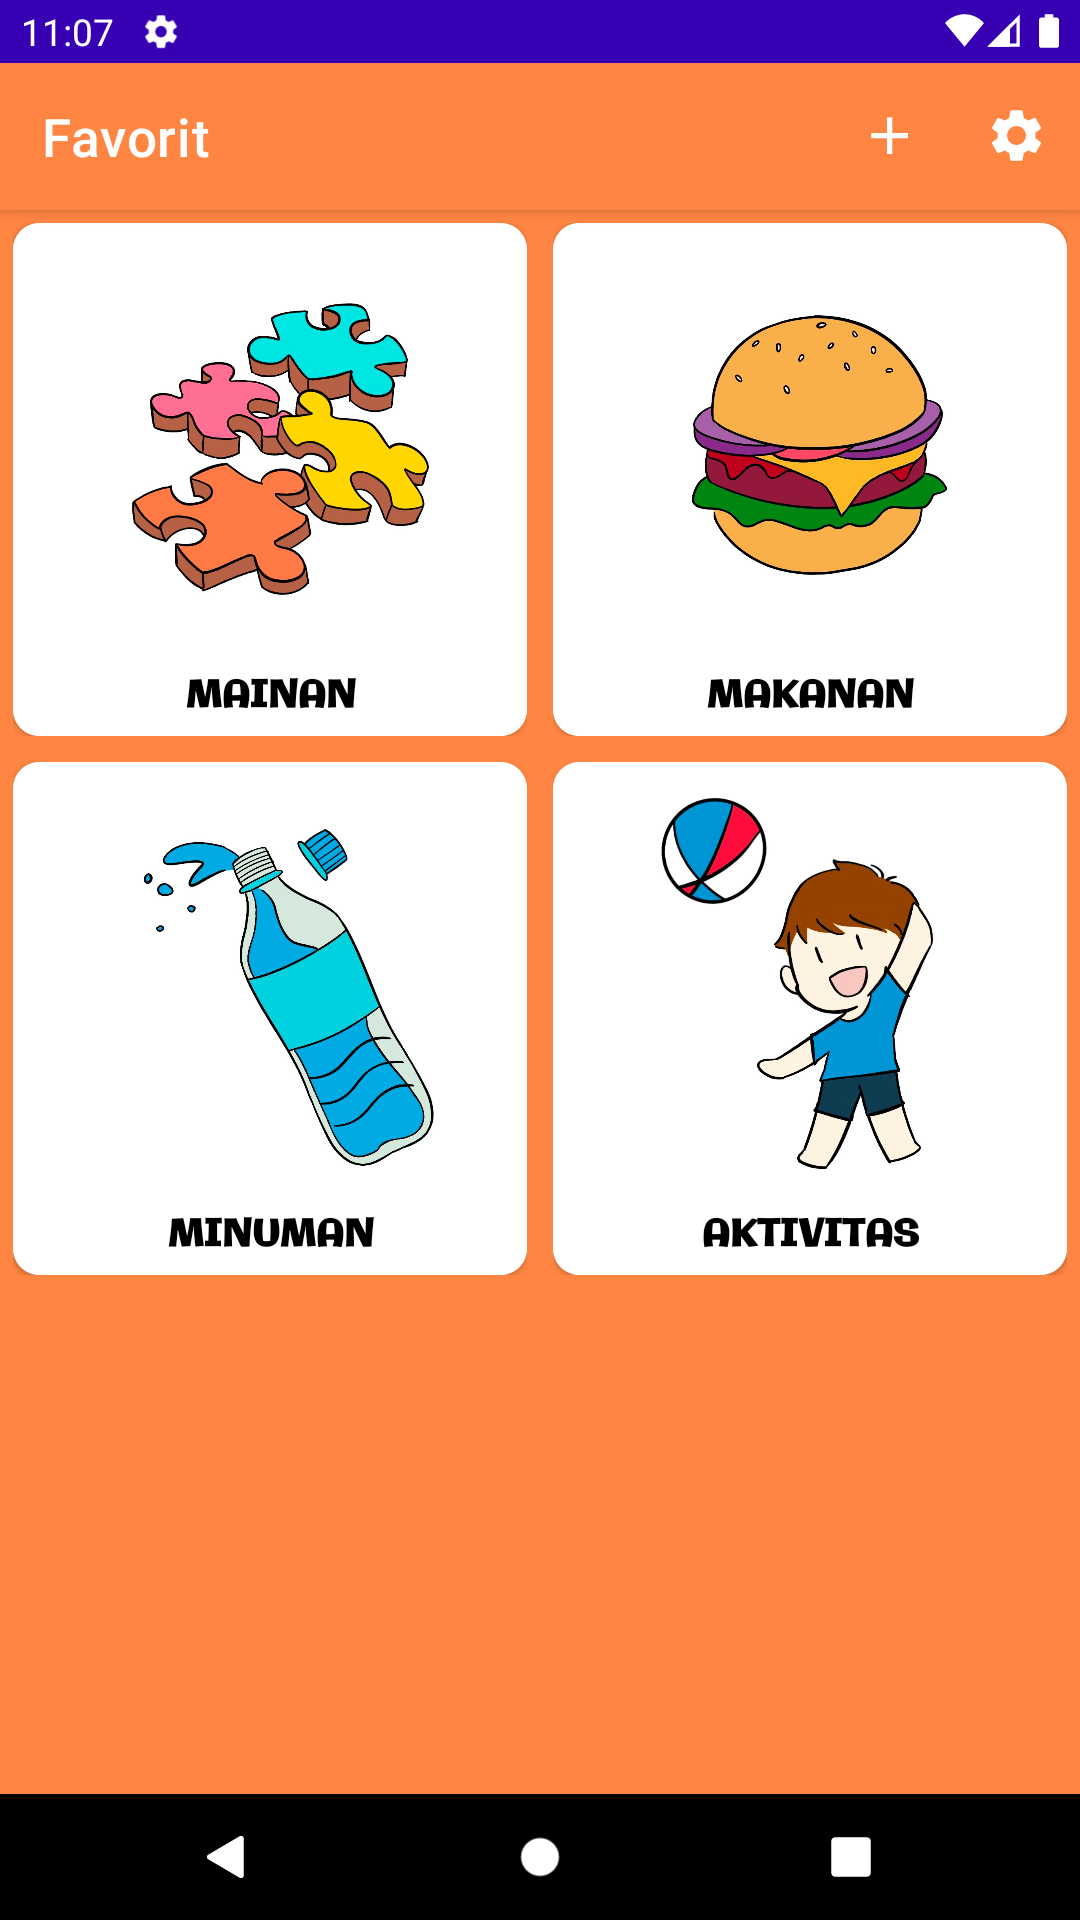 11:07
Favorit
MAINAN
MAKANAN
MINUMAN
AKTIVITAS